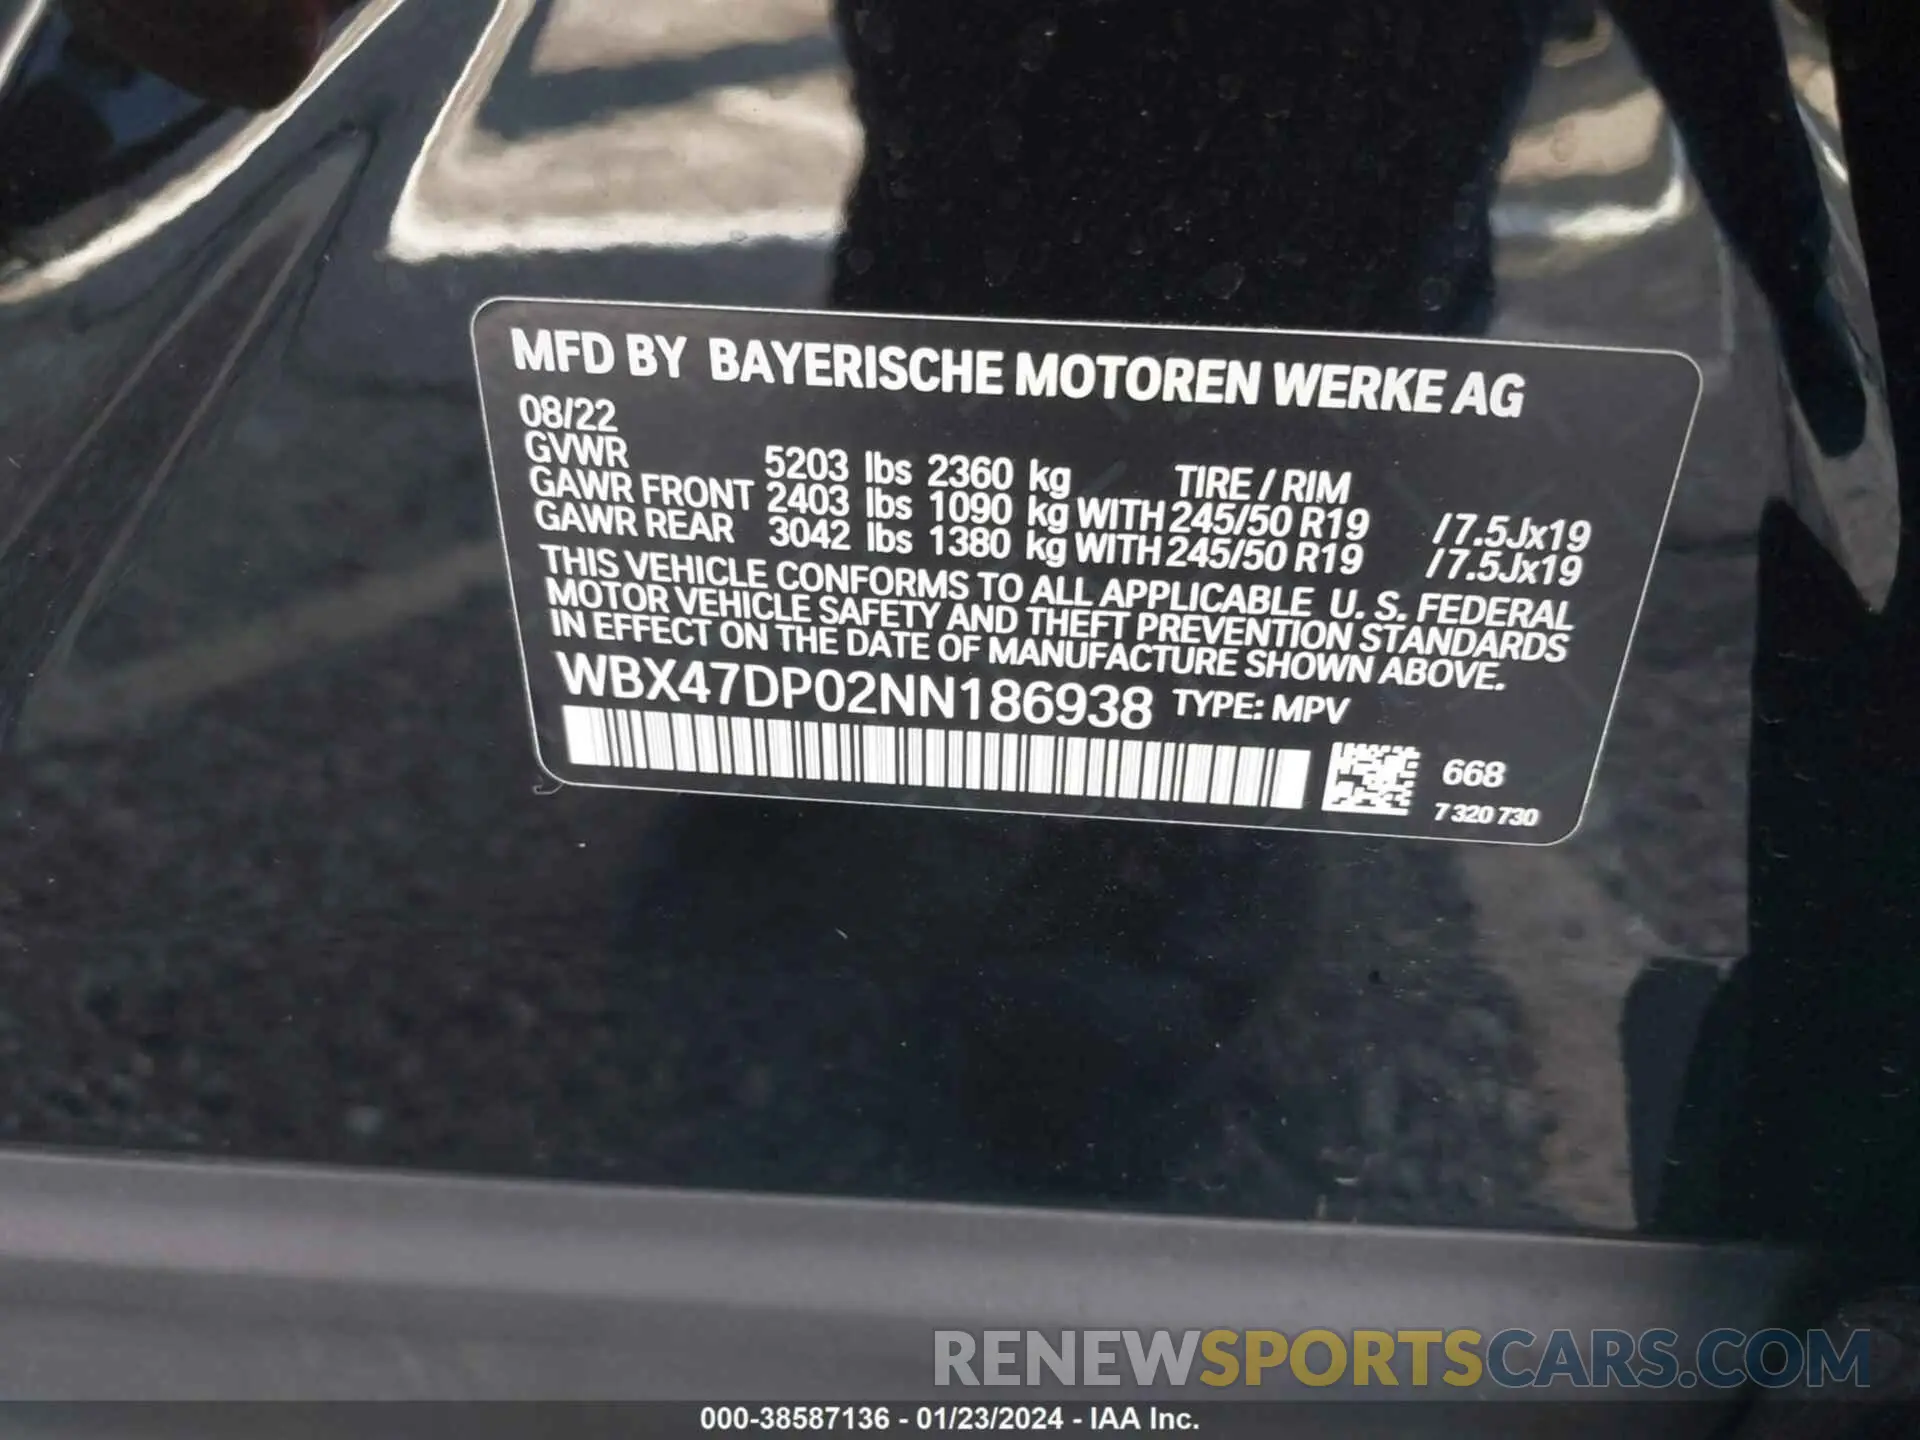 MFD BY BAYERISCHE MOTOREN WERKE AG
08/22
GVWR 5203 lbs 2360 kg TIRE / RIM
GAWR FRONT 2403 lbs 1090 kg WITH 245/50 R19 /7.5Jx19
GAWR REAR 3042 lbs 1380 kg WITH 245/50 R19 /7.5Jx19
THIS VEHICLE CONFORMS TO ALL APPLICABLE U. S. FEDERAL
MOTOR VEHICLE SAFETY AND THEFT PREVENTION STANDARDS
IN EFFECT ON THE DATE OF MANUFACTURE SHOWN ABOVE.
WBX47DP02NN186938 TYPE: MPV
668
7 320 730
RENEWSPORTSCARS.COM
000-38587136 - 01/23/2024 - IAA Inc.